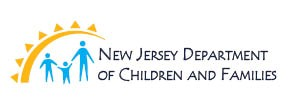 New Jersey Department
of Children and Families